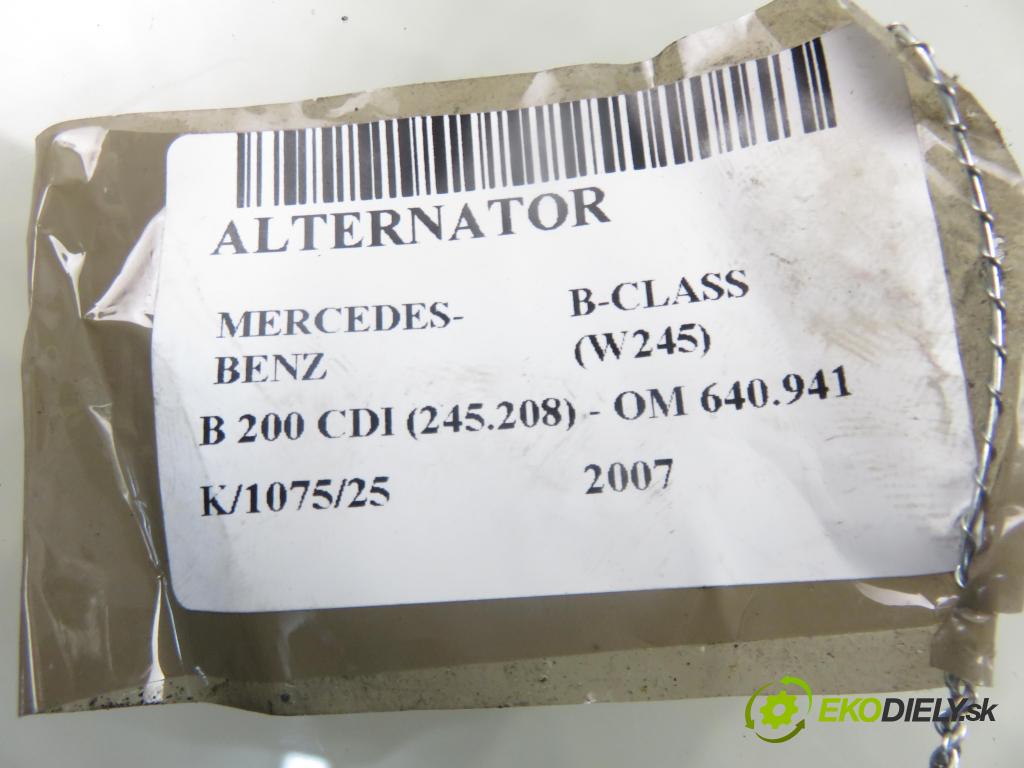 ALTERNATOR
MERCEDES-
BENZ
B-CLASS
(W245)
B 200 CDI (245.208) - OM 640.941
K/1075/25 2007
EKODIELY.sk